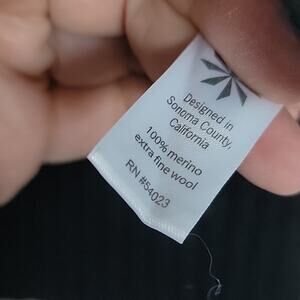 Designed in
Sonoma County,
California
100% merino
extra fine wool
RN #54023